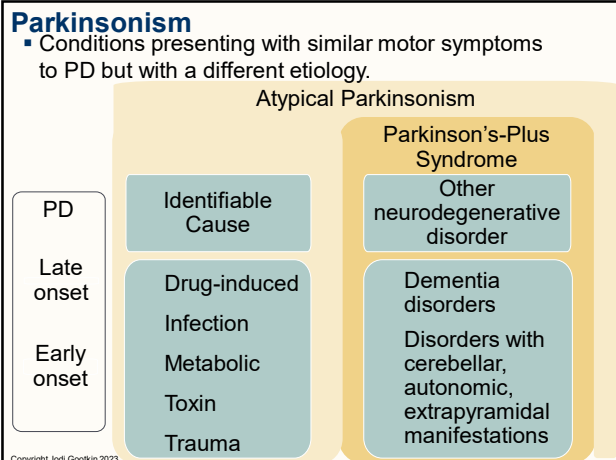 Parkinsonism
▪ Conditions presenting with similar motor symptoms
to PD but with a different etiology.
Atypical Parkinsonism
Parkinson's-Plus
Syndrome
PD
Late
onset
Early
onset
Identifiable
Cause
Drug-induced
Infection
Metabolic
Toxin
Trauma
Other
neurodegenerative
disorder
Dementia
disorders
Disorders with
cerebellar,
autonomic,
extrapyramidal
manifestations
Copyright Jodi Gootkin 2023